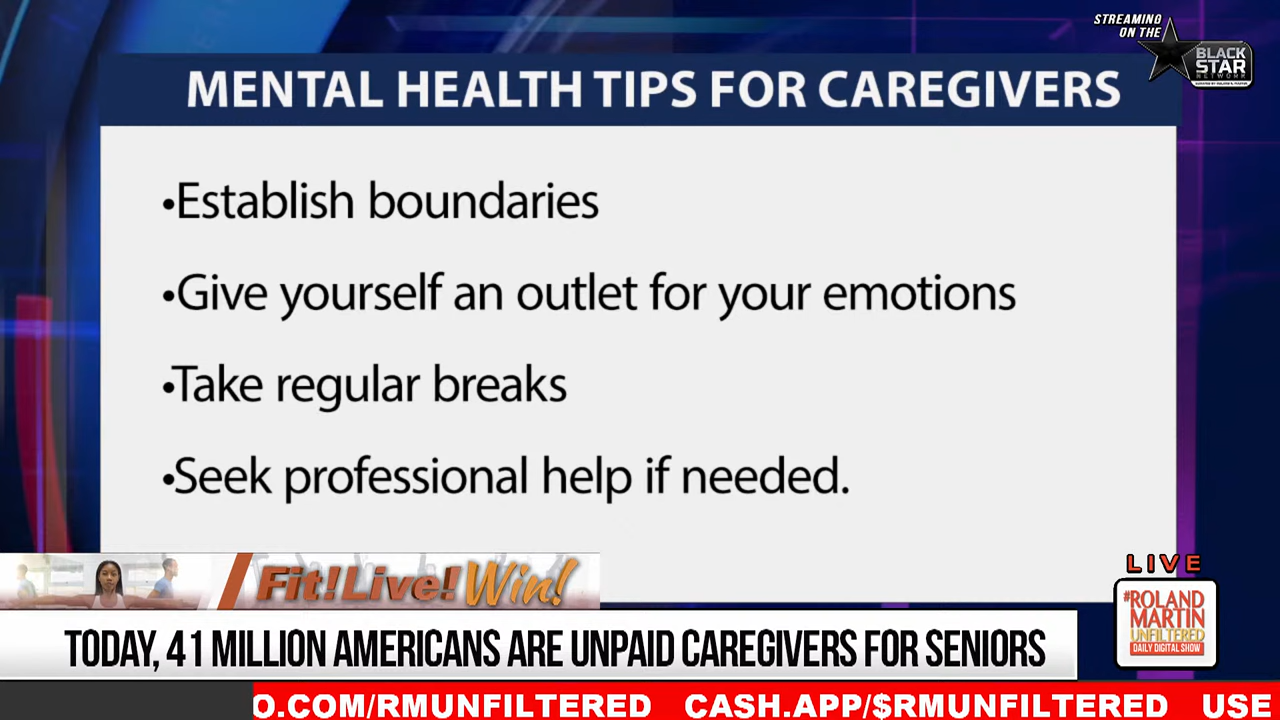 STREAMING
ON THE
BLACK
STAR
NETWORK
MENTAL HEALTH TIPS FOR CAREGIVERS
•Establish boundaries
•Give yourself an outlet for your emotions
•Take regular breaks
•Seek professional help if needed.
Fit!Live!Win!
LIVE
#ROLAND
MARTIN
UNFILTERED
DAILY DIGITAL SHOW
TODAY, 41 MILLION AMERICANS ARE UNPAID CAREGIVERS FOR SENIORS
O.COM/RMUNFILTERED CASH.APP/$RMUNFILTERED USE